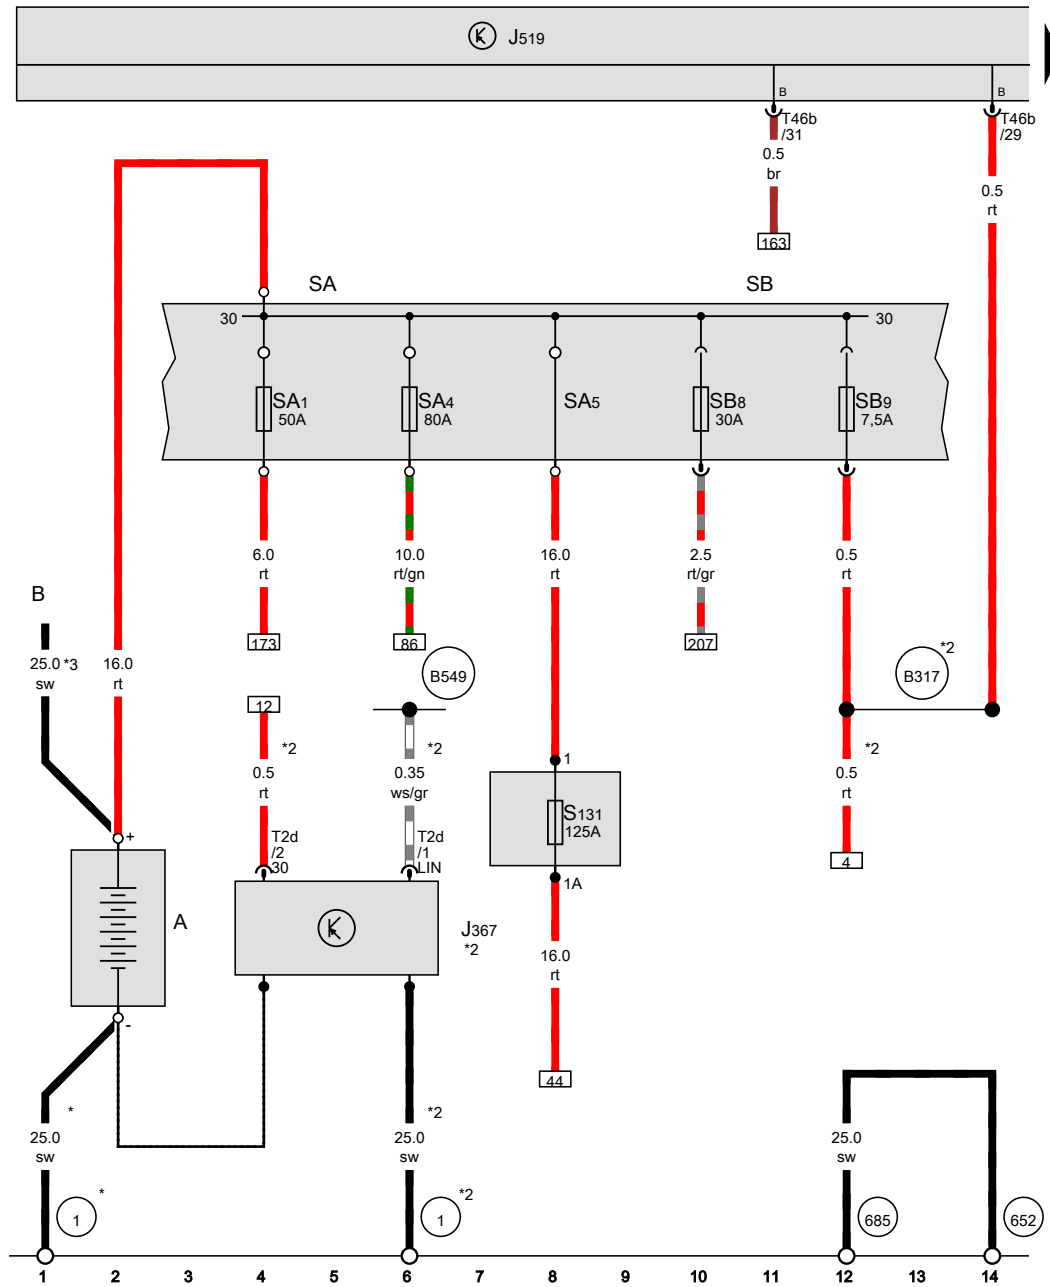 J519
B
B
T46b
/31
T46b
/29
0.5
br
0.5
rt
163
SA
SB
30
30
SA1
50A
SA4
80A
SA5
SB8
30A
SB9
7,5A
6.0
rt
10.0
rt/gn
16.0
rt
2.5
rt/gr
0.5
rt
B
173
86
207
25.0 *3
sw
16.0
rt
B549
B317
*2
12
*2
*2
*2
0.5
rt
0.35
ws/gr
1
0.5
rt
S131
125A
T2d
/2
30
T2d
/1
LIN
+
4
1A
A
J367
*2
16.0
rt
-
44
*
*2
25.0
sw
25.0
sw
25.0
sw
*
1
*2
1
685
652
1 2 3 4 5 6 7 8 9 10 11 12 13 14